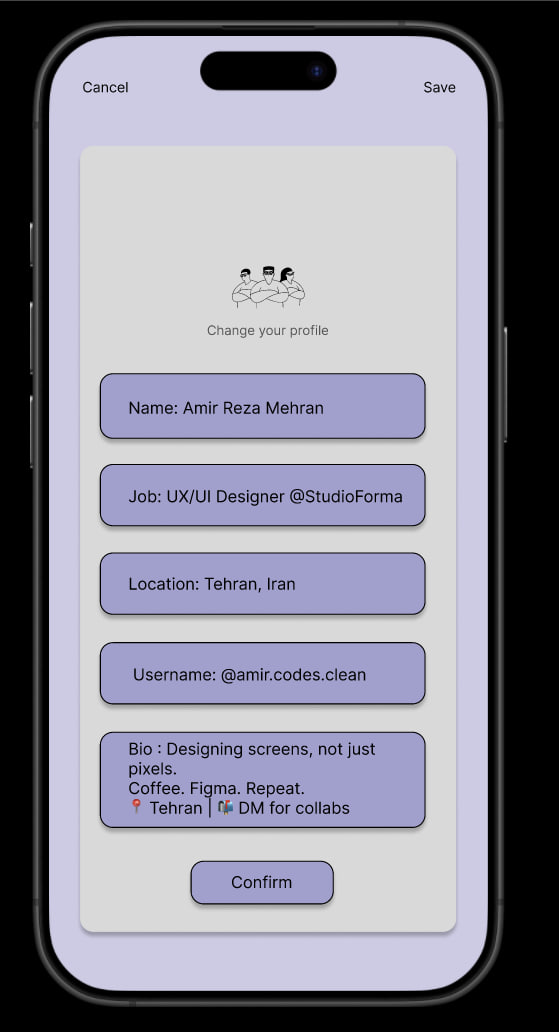 Cancel
Save
Change your profile
Name: Amir Reza Mehran
Job: UX/UI Designer @StudioForma
Location: Tehran, Iran
Username: @amir.codes.clean
Bio : Designing screens, not just
pixels.
Coffee. Figma. Repeat.
📍 Tehran | 📬 DM for collabs
Confirm